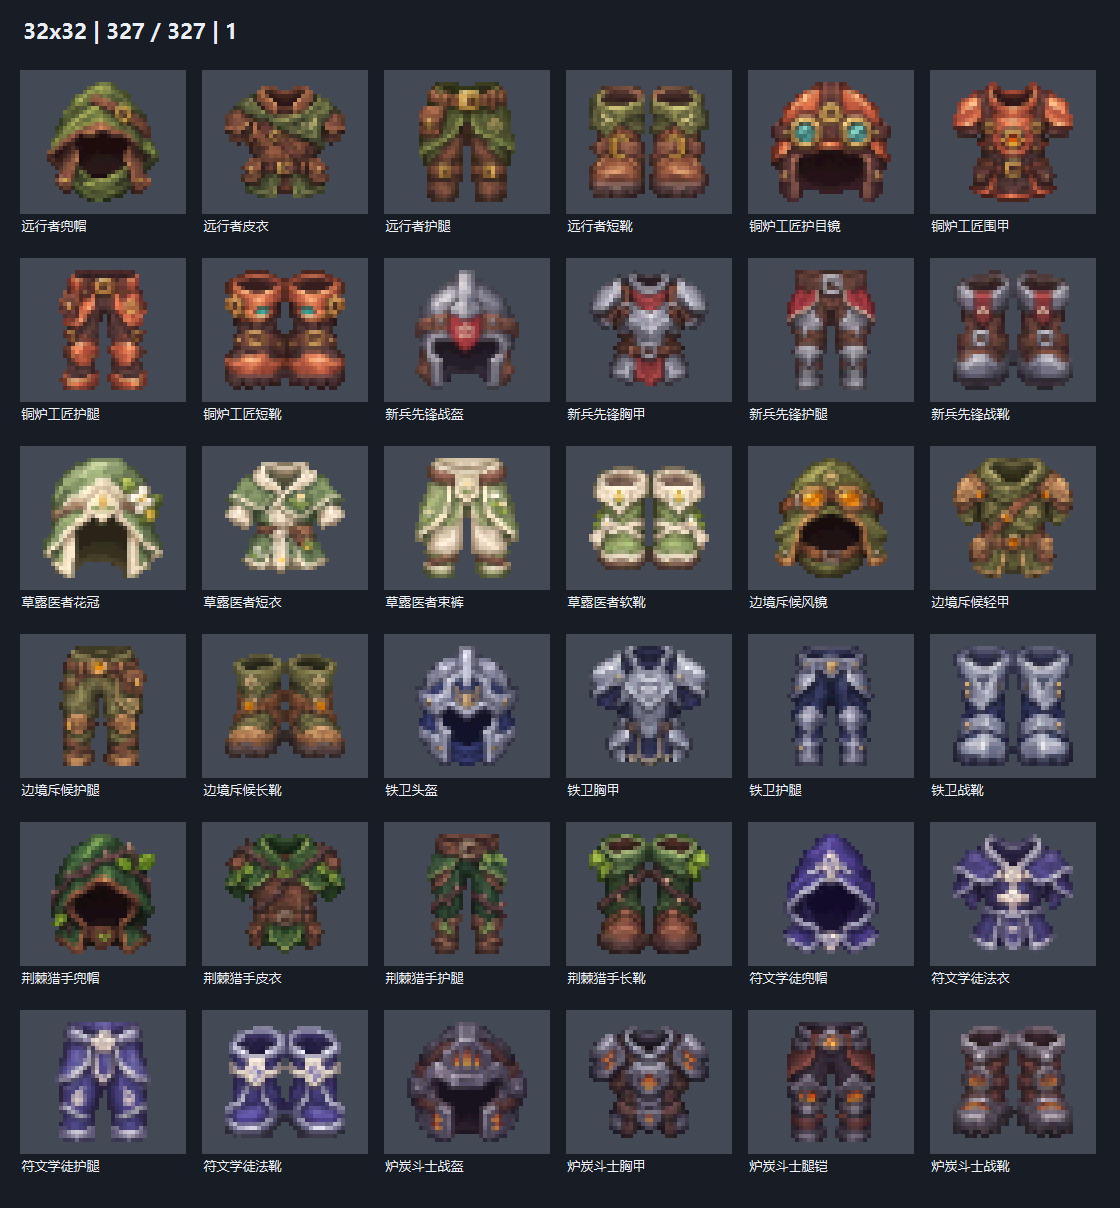 32x32 | 327 / 327 | 1
远行者兜帽
远行者皮衣
远行者护腿
远行者短靴
铜炉工匠护目镜
铜炉工匠围甲
铜炉工匠护腿
铜炉工匠短靴
新兵先锋战盔
新兵先锋胸甲
新兵先锋护腿
新兵先锋战靴
草露医者花冠
草露医者短衣
草露医者束裤
草露医者软靴
边境斥候风镜
边境斥候轻甲
边境斥候护腿
边境斥候长靴
铁卫头盔
铁卫胸甲
铁卫护腿
铁卫战靴
荆棘猎手兜帽
荆棘猎手皮衣
荆棘猎手护腿
荆棘猎手长靴
符文学徒兜帽
符文学徒法衣
符文学徒护腿
符文学徒法靴
炉炭斗士战盔
炉炭斗士胸甲
炉炭斗士腿铠
炉炭斗士战靴